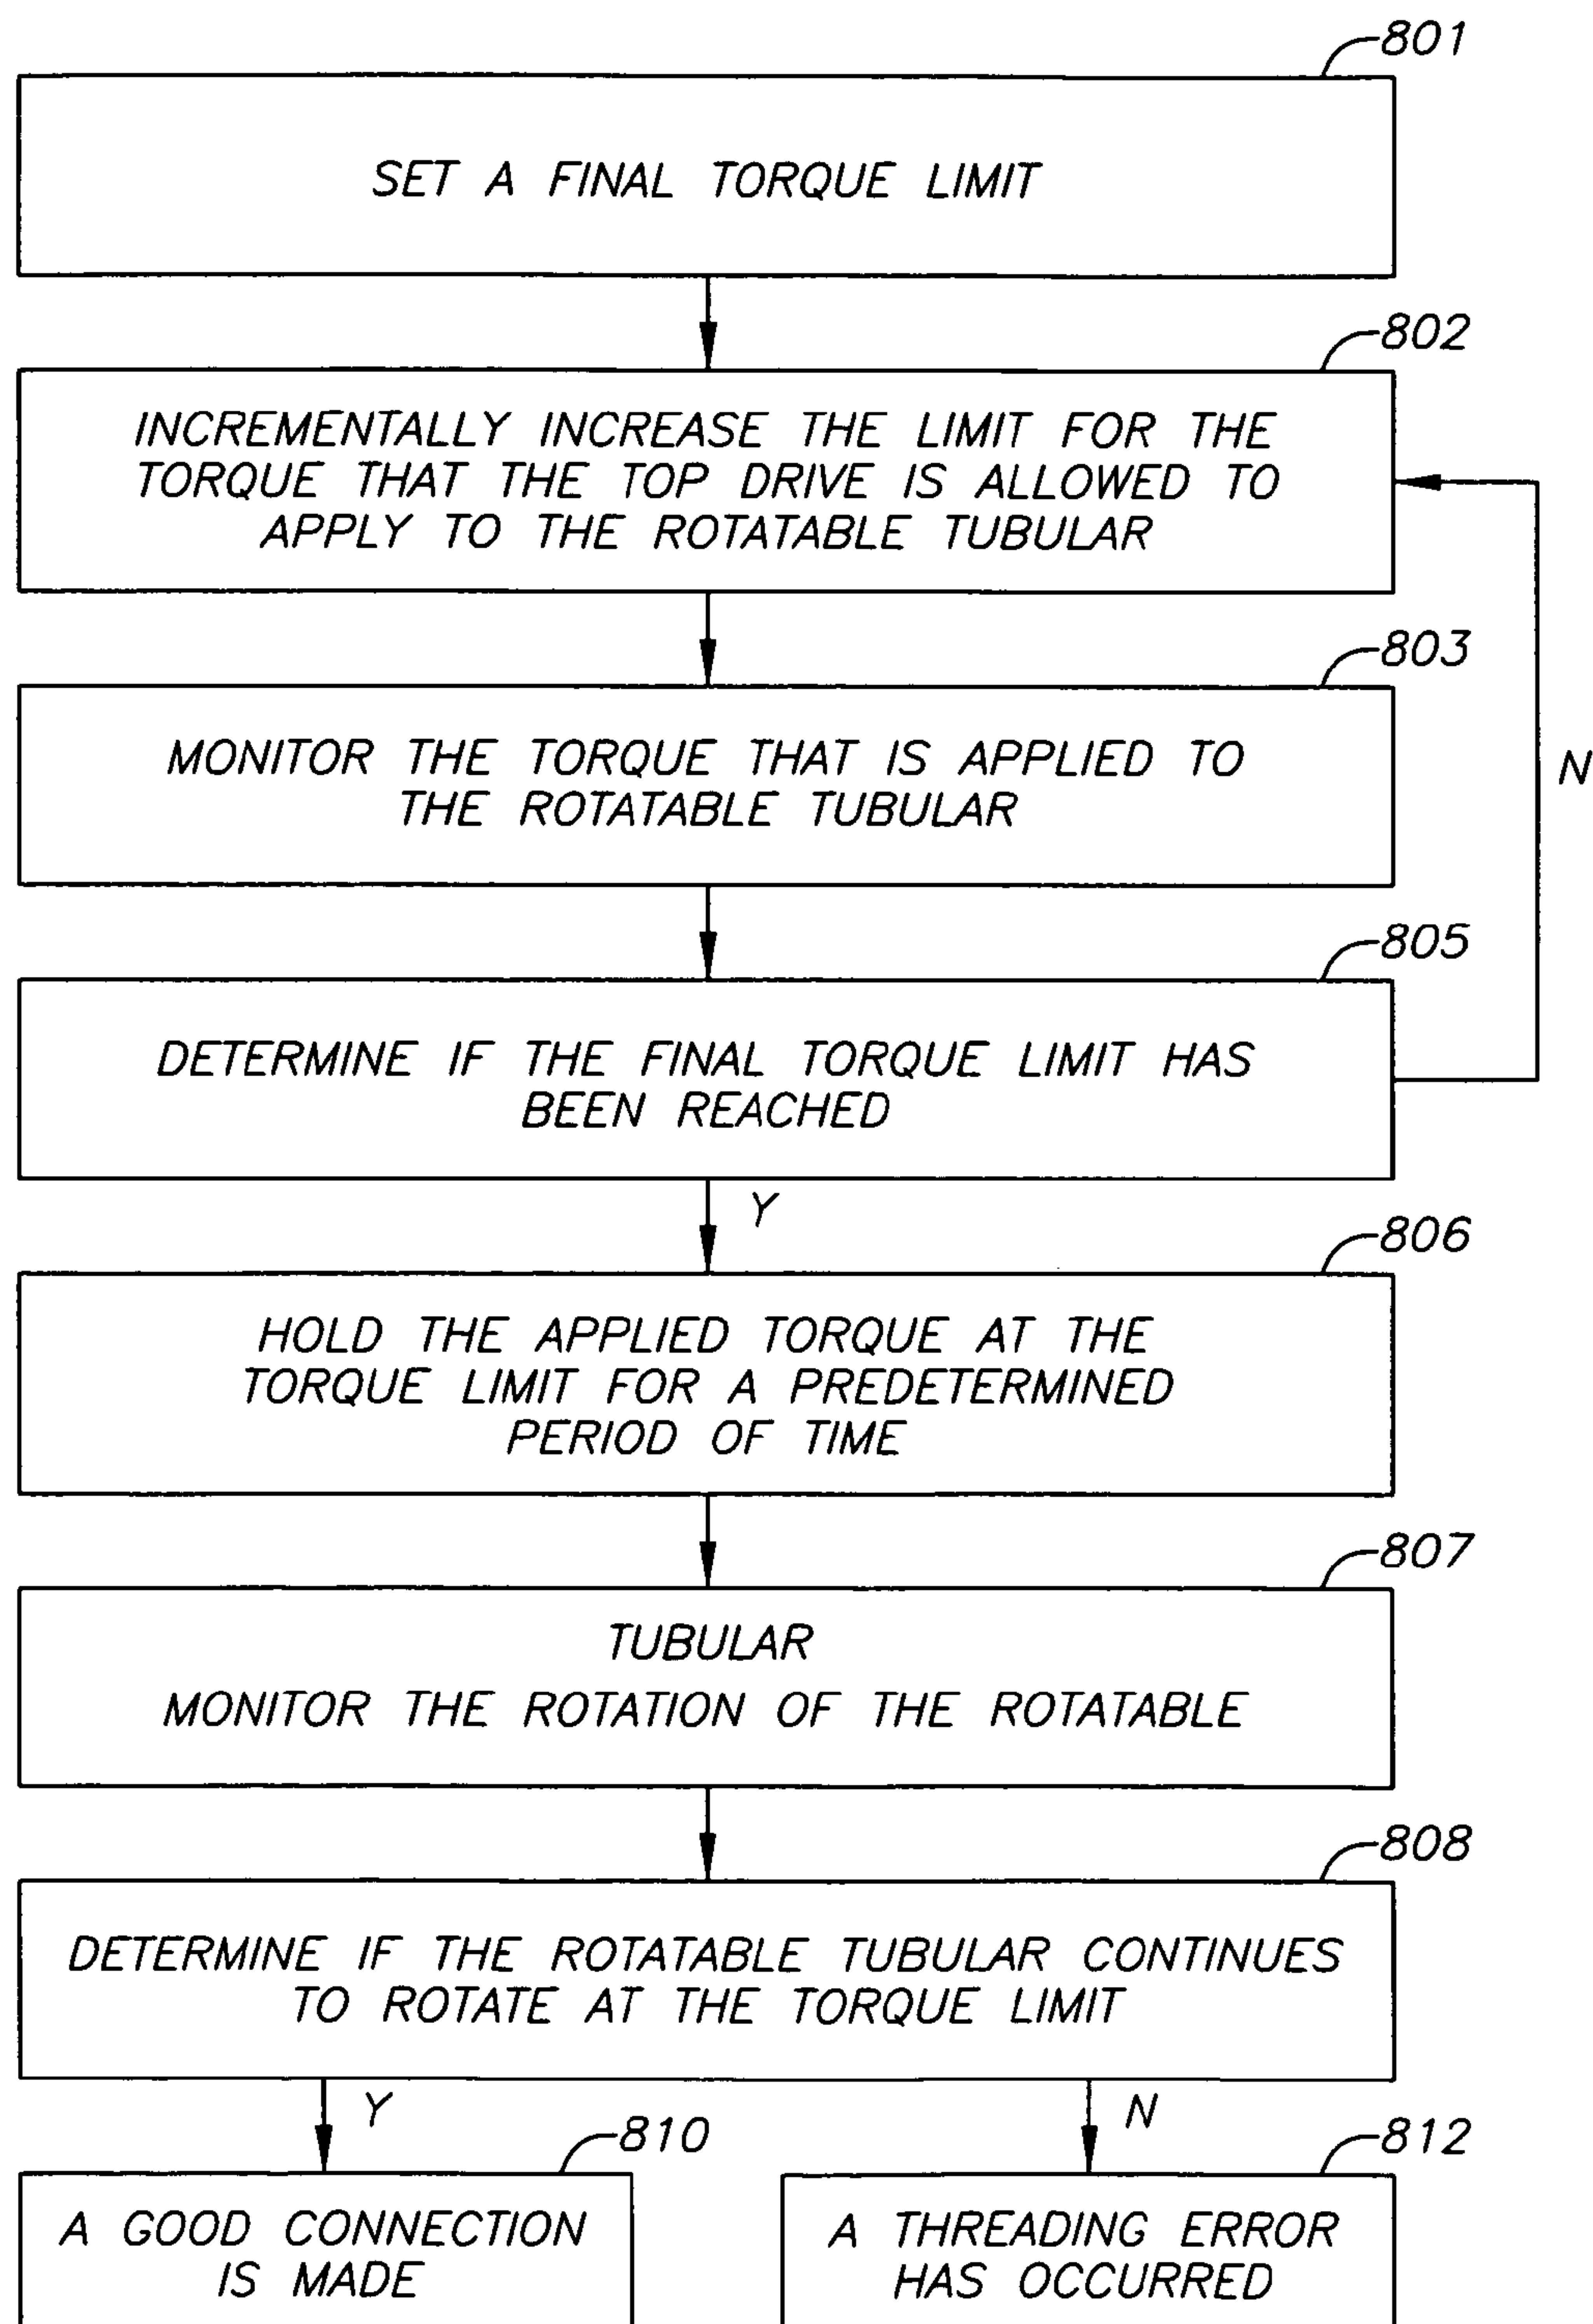 801
SET A FINAL TORQUE LIMIT
802
INCREMENTALLY INCREASE THE LIMIT FOR THE
TORQUE THAT THE TOP DRIVE IS ALLOWED TO
APPLY TO THE ROTATABLE TUBULAR
803
MONITOR THE TORQUE THAT IS APPLIED TO
THE ROTATABLE TUBULAR
N
805
DETERMINE IF THE FINAL TORQUE LIMIT HAS
BEEN REACHED
Y
806
HOLD THE APPLIED TORQUE AT THE
TORQUE LIMIT FOR A PREDETERMINED
PERIOD OF TIME
807
TUBULAR
MONITOR THE ROTATION OF THE ROTATABLE
808
DETERMINE IF THE ROTATABLE TUBULAR CONTINUES
TO ROTATE AT THE TORQUE LIMIT
Y
N
810
A GOOD CONNECTION
IS MADE
812
A THREADING ERROR
HAS OCCURRED